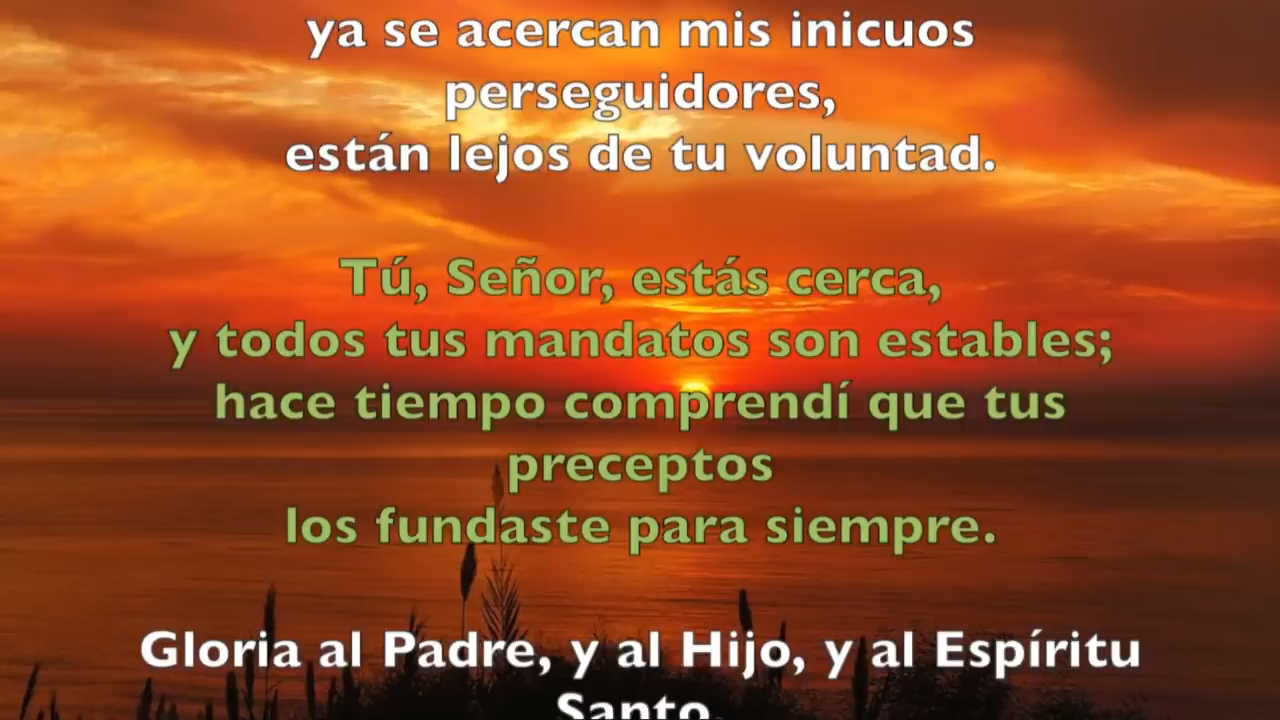 ya se acercan mis inicuos
perseguidores,
están lejos de tu voluntad.
Tú, Señor, estás cerca,
y todos tus mandatos son estables;
hace tiempo comprendí que tus
preceptos
los fundaste para siempre.
Gloria al Padre, y al Hijo, y al Espíritu
Santo.